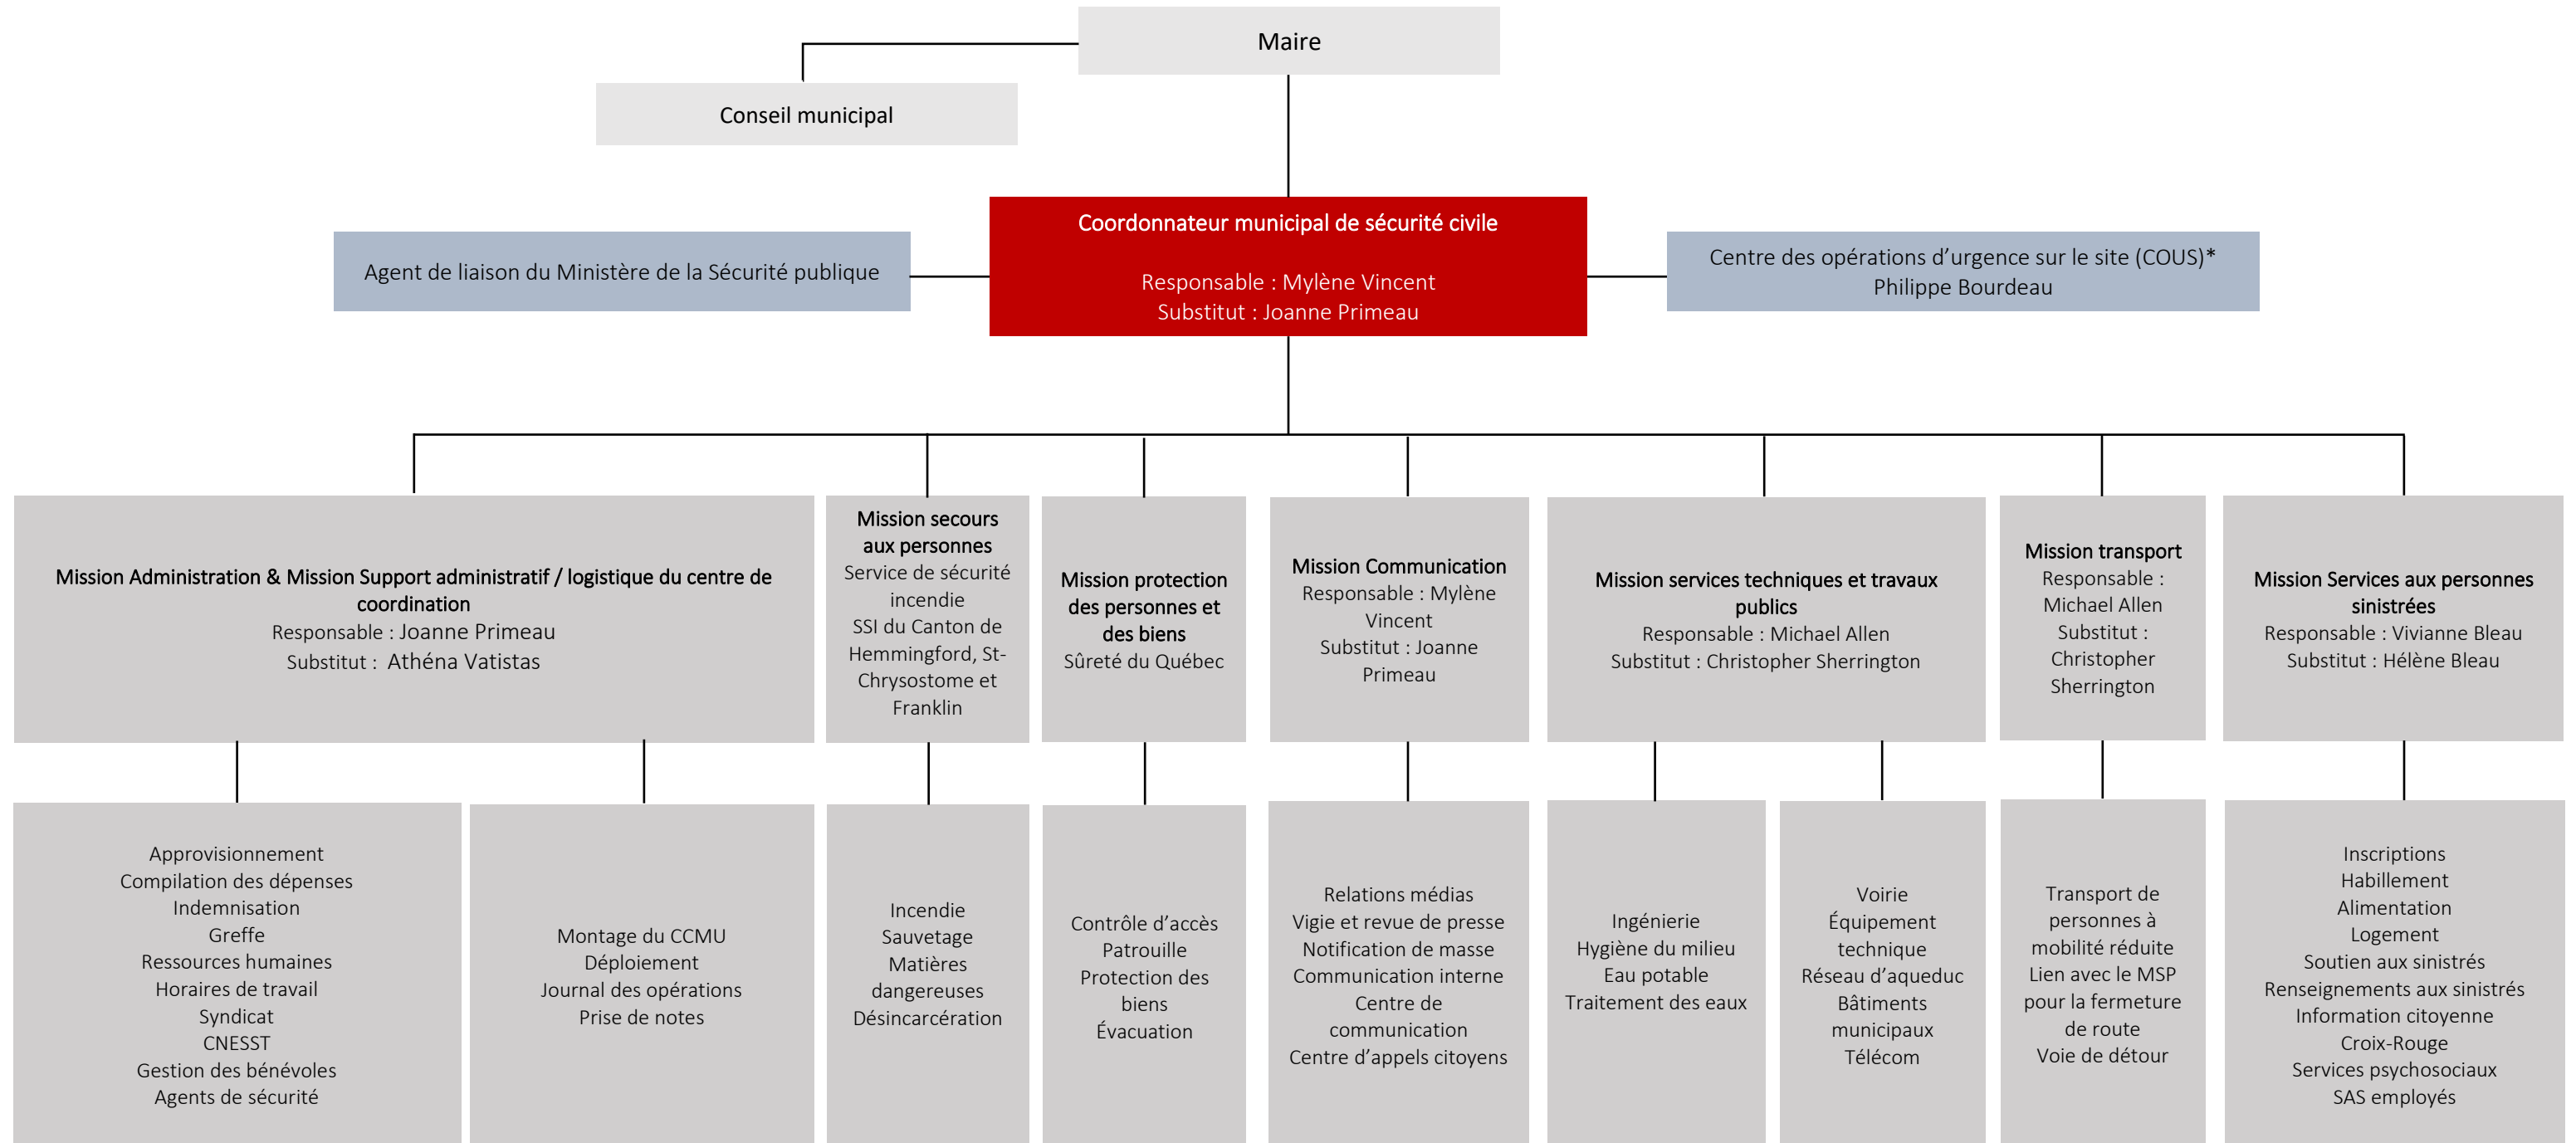 Maire
Conseil municipal
Coordonnateur municipal de sécurité civile
Responsable : Mylène Vincent
Substitut : Joanne Primeau
Agent de liaison du Ministère de la Sécurité publique
Centre des opérations d’urgence sur le site (COUS)*
Philippe Bourdeau
Mission Administration & Mission Support administratif / logistique du centre de
coordination
Responsable : Joanne Primeau
Substitut : Athéna Vatistas
Mission secours
aux personnes
Service de sécurité
incendie
SSI du Canton de
Hemmingford, St-
Chrysostome et
Franklin
Mission protection
des personnes et
des biens
Sûreté du Québec
Mission Communication
Responsable : Mylène
Vincent
Substitut : Joanne
Primeau
Mission services techniques et travaux
publics
Responsable : Michael Allen
Substitut : Christopher Sherrington
Mission transport
Responsable :
Michael Allen
Substitut :
Christopher
Sherrington
Mission Services aux personnes
sinistrées
Responsable : Vivianne Bleau
Substitut : Hélène Bleau
Approvisionnement
Compilation des dépenses
Indemnisation
Greffe
Ressources humaines
Horaires de travail
Syndicat
CNESST
Gestion des bénévoles
Agents de sécurité
Montage du CCMU
Déploiement
Journal des opérations
Prise de notes
Incendie
Sauvetage
Matières
dangereuses
Désincarcération
Contrôle d’accès
Patrouille
Protection des
biens
Évacuation
Relations médias
Vigie et revue de presse
Notification de masse
Communication interne
Centre de
communication
Centre d’appels citoyens
Ingénierie
Hygiène du milieu
Eau potable
Traitement des eaux
Voirie
Équipement
technique
Réseau d’aqueduc
Bâtiments
municipaux
Télécom
Transport de
personnes à
mobilité réduite
Lien avec le MSP
pour la fermeture
de route
Voie de détour
Inscriptions
Habillement
Alimentation
Logement
Soutien aux sinistrés
Renseignements aux sinistrés
Information citoyenne
Croix-Rouge
Services psychosociaux
SAS employés